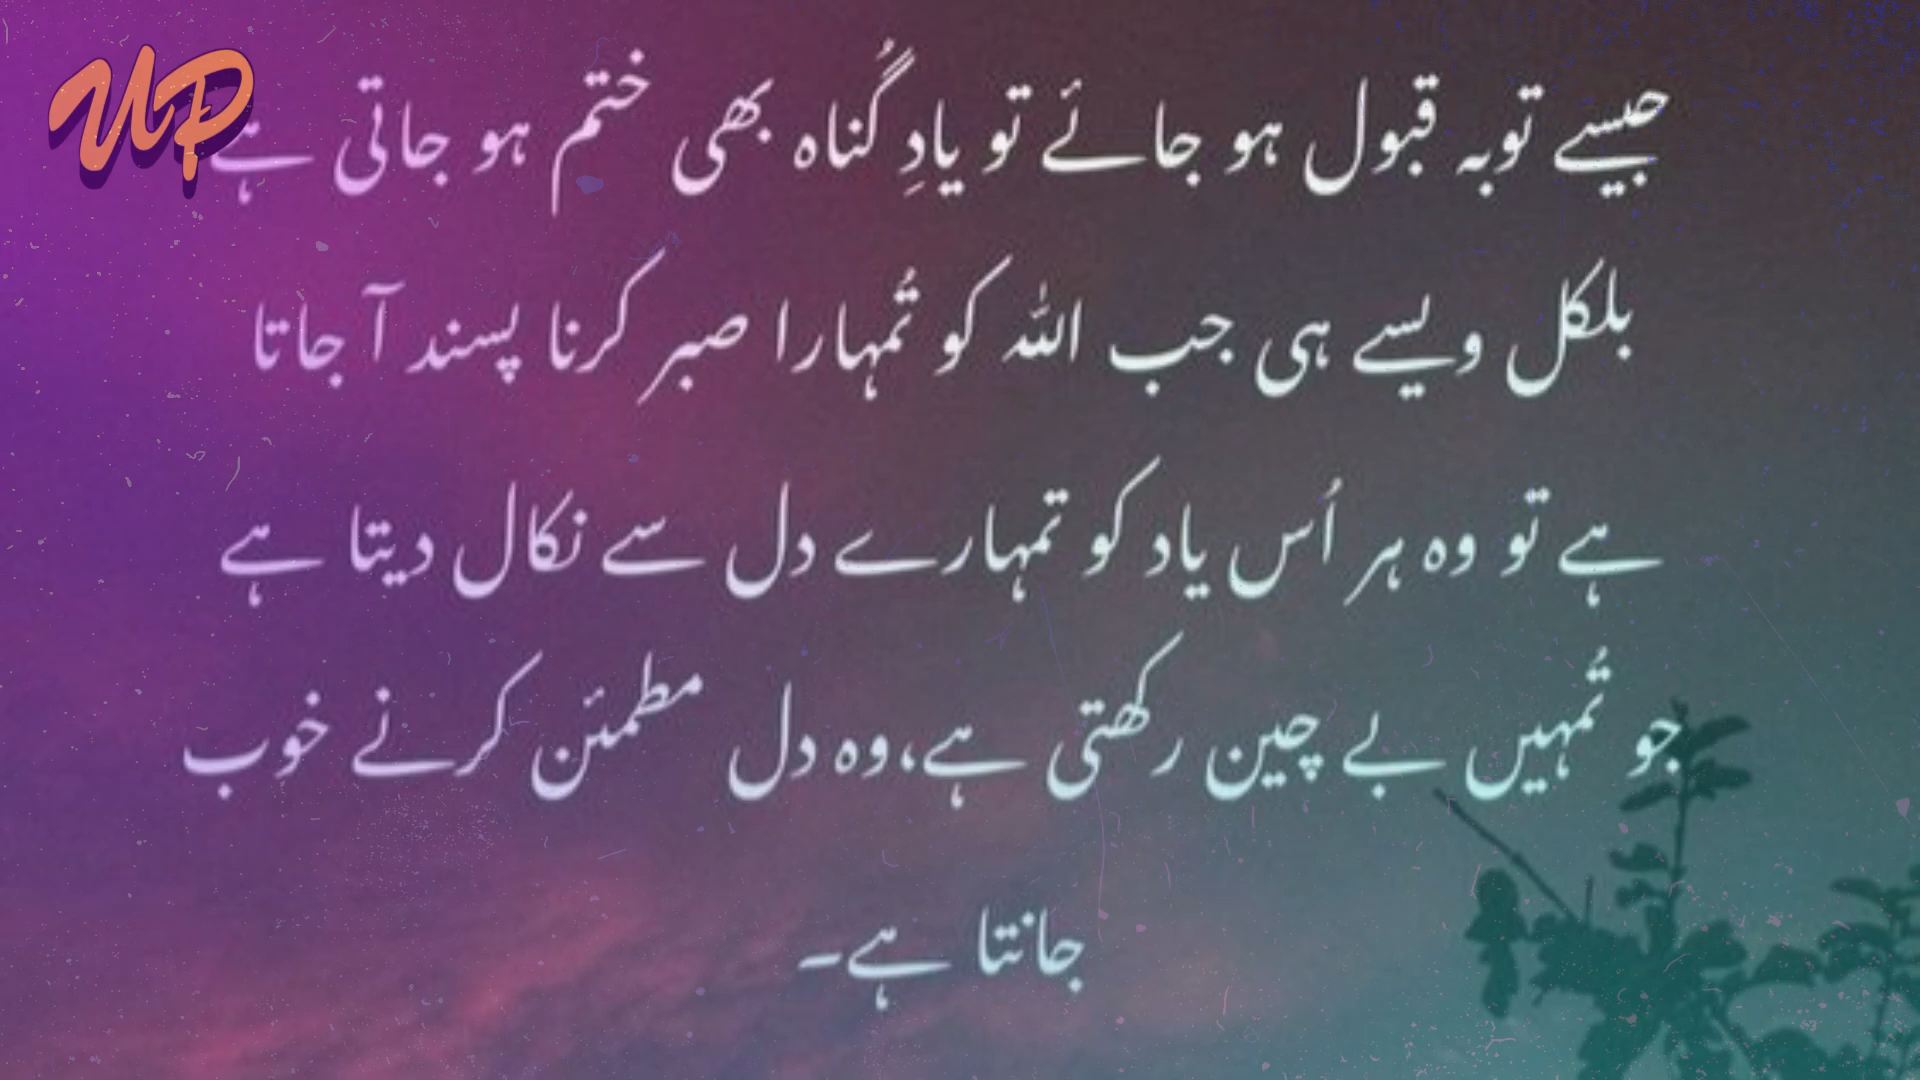 UP
جیسے توبہ قبول ہو جائے تو یادِ گُناہ بھی ختم ہو جاتی ہے
بلکل ویسے ہی جب اللہ کو تُمہارا صبر کرنا پسند آ جاتا
ہے تو وہ ہر اُس یاد کو تمہارے دل سے نکال دیتا ہے
جو تُمہیں بے چین رکھتی ہے،وہ دل مطمئن کرنے خوب
جانتا ہے۔